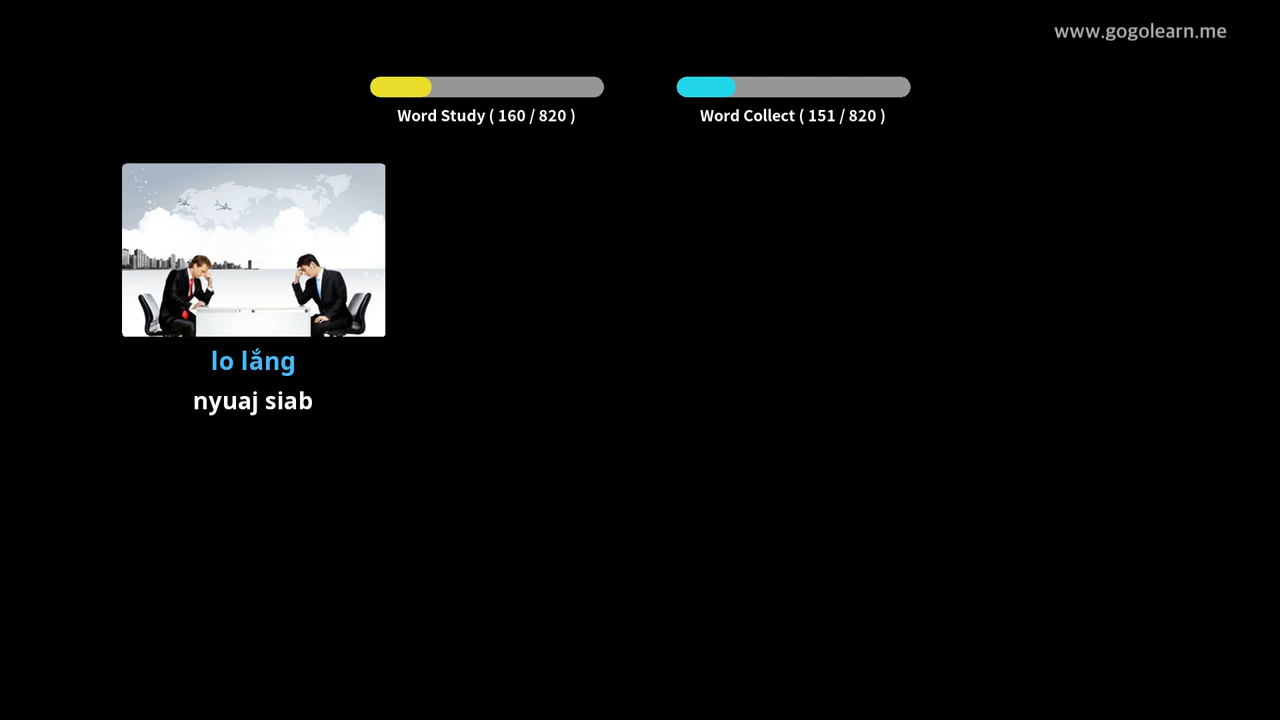 www.gogolearn.me
Word Study ( 160 / 820 )
Word Collect ( 151 / 820 )
lo lắng
nyuaj siab